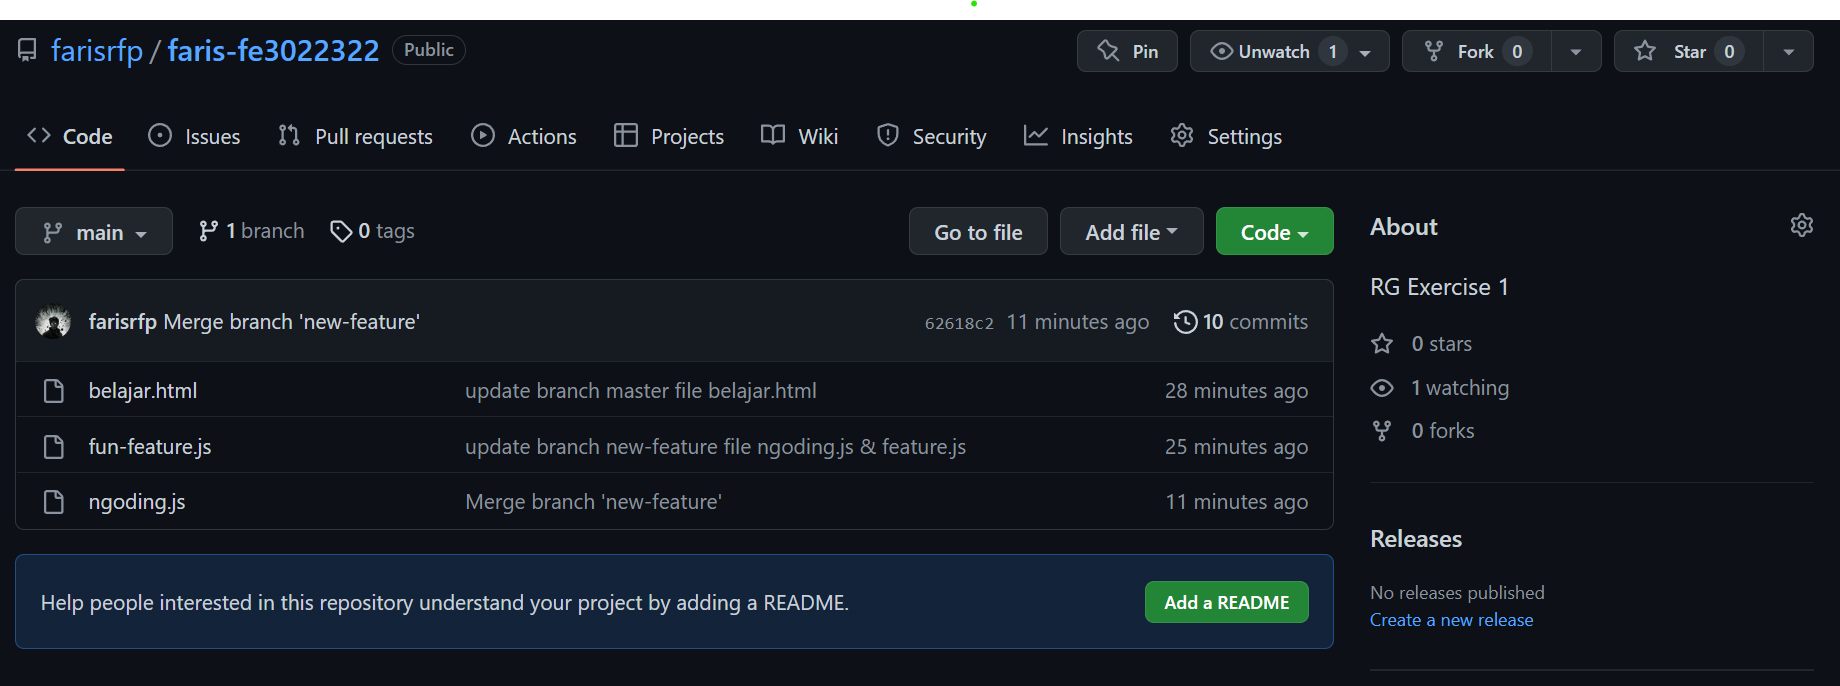 farisrfp / faris-fe3022322 Public Pin Unwatch 1 Fork 0 Star 0
Code Issues Pull requests Actions Projects Wiki Security Insights Settings
main 1 branch 0 tags Go to file Add file Code
farisrfp Merge branch 'new-feature' 62618c2 11 minutes ago 10 commits
belajar.html update branch master file belajar.html 28 minutes ago
fun-feature.js update branch new-feature file ngoding.js & feature.js 25 minutes ago
ngoding.js Merge branch 'new-feature' 11 minutes ago
Help people interested in this repository understand your project by adding a README. Add a README
About
RG Exercise 1
0 stars
1 watching
0 forks
Releases
No releases published
Create a new release